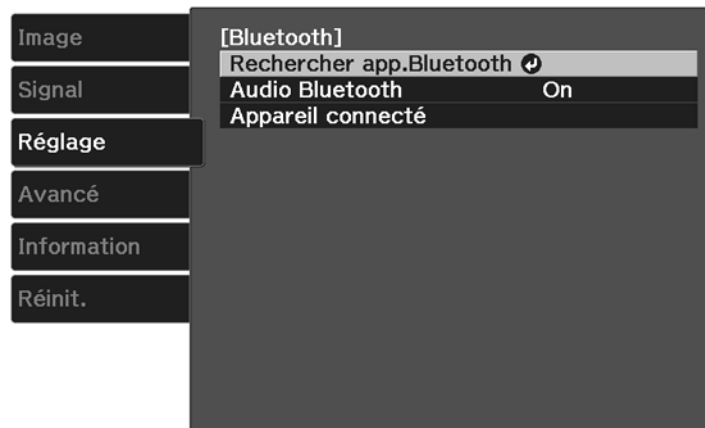 Image
Signal
Réglage
Avancé
Information
Réinit.
[Bluetooth]
Rechercher app.Bluetooth
Audio Bluetooth On
Appareil connecté